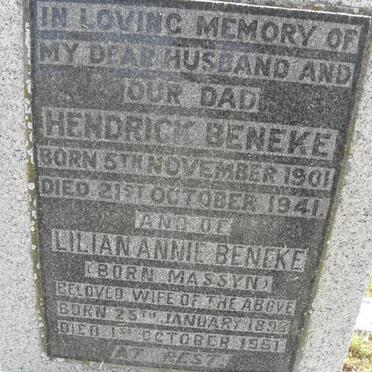 IN LOVING MEMORY OF
MY DEAR HUSBAND AND
OUR DAD
HENDRICK BENEKE
BORN 5TH NOVEMBER 1901
DIED 21ST OCTOBER 1941.
AND OF
LILIAN ANNIE BENEKE
(BORN MASSYN)
BELOVED WIFE OF THE ABOVE
BORN 25TH JANUARY 1895
DIED 1ST OCTOBER 1951
AT REST